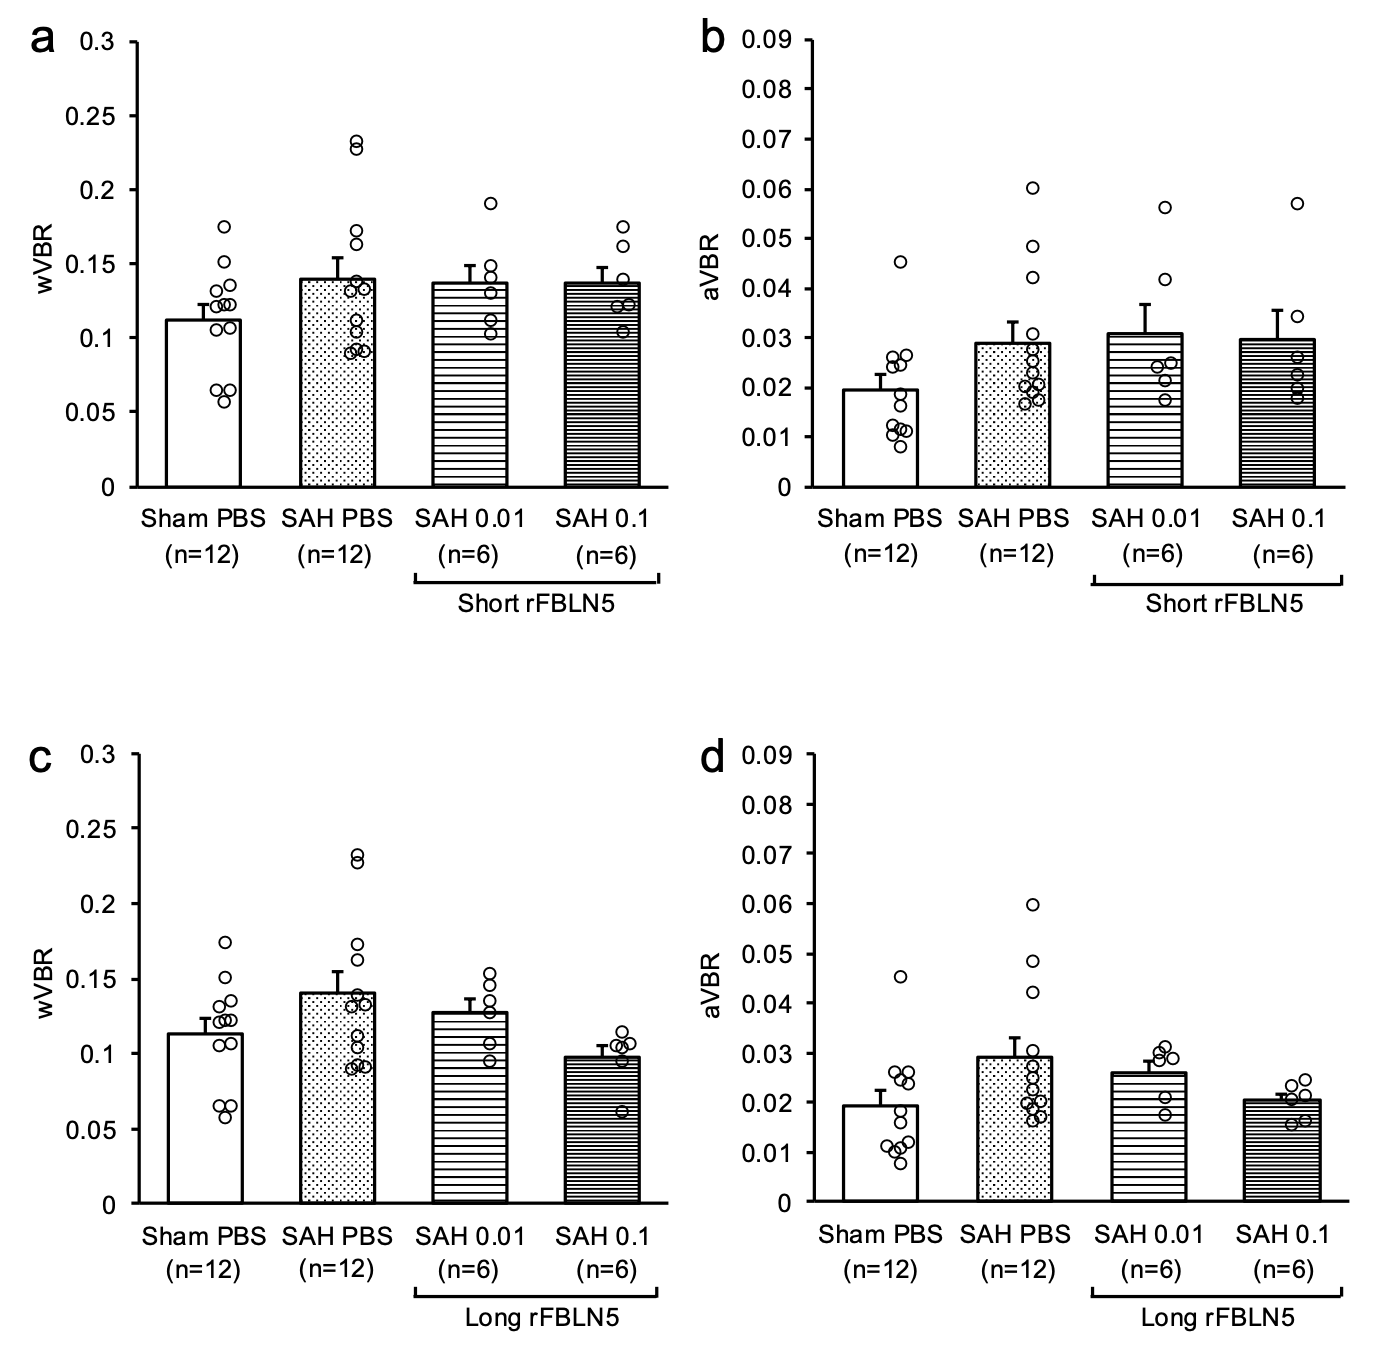 a
0.3
0.25
0.2
0.15
0.1
0.05
0
wVBR
Sham PBS SAH PBS SAH 0.01 SAH 0.1
(n=12) (n=12) (n=6) (n=6)
Short rFBLN5
b
0.09
0.08
0.07
0.06
0.05
0.04
0.03
0.02
0.01
0
aVBR
Sham PBS SAH PBS SAH 0.01 SAH 0.1
(n=12) (n=12) (n=6) (n=6)
Short rFBLN5
c
0.3
0.25
0.2
0.15
0.1
0.05
0
wVBR
Sham PBS SAH PBS SAH 0.01 SAH 0.1
(n=12) (n=12) (n=6) (n=6)
Long rFBLN5
d
0.09
0.08
0.07
0.06
0.05
0.04
0.03
0.02
0.01
0
aVBR
Sham PBS SAH PBS SAH 0.01 SAH 0.1
(n=12) (n=12) (n=6) (n=6)
Long rFBLN5